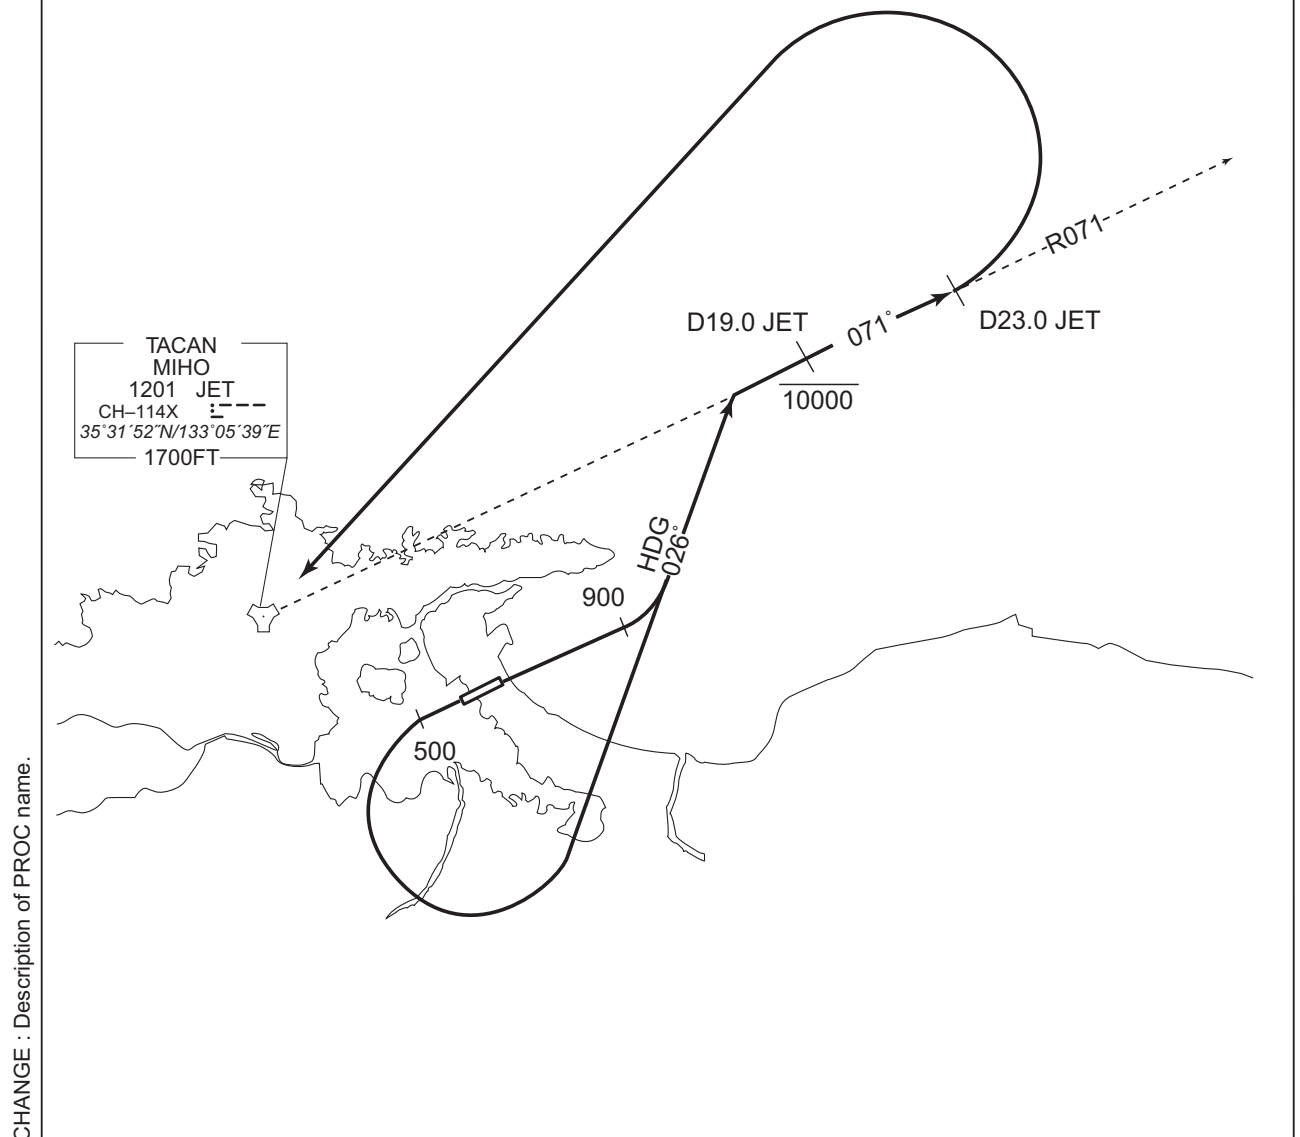 R071
D19.0 JET
071°
D23.0 JET
TACAN
MIHO
1201 JET
CH–114X
35°31´52˝N/133°05´39˝E
1700FT
10000
HDG
026°
900
500
CHANGE : Description of PROC name.